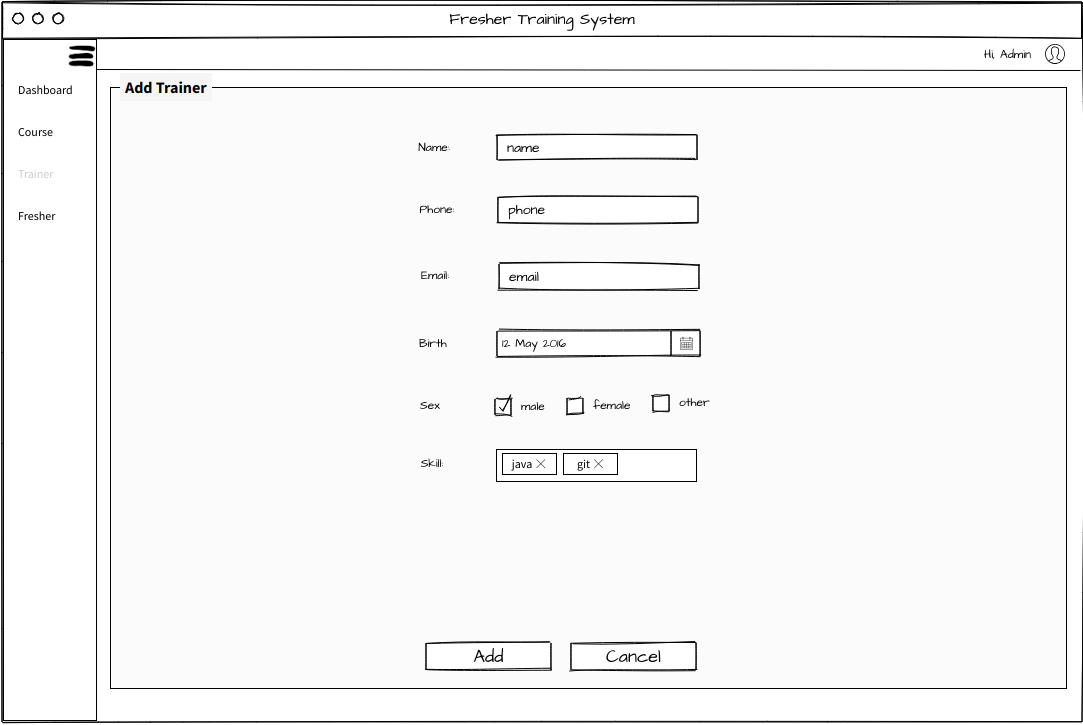 Fresher Training System
Hi, Admin
Dashboard
Course
Trainer
Fresher
Add Trainer
Name: name
Phone: phone
Email: email
Birth 12 May 2016
Sex male female other
Skill: java git
Add Cancel